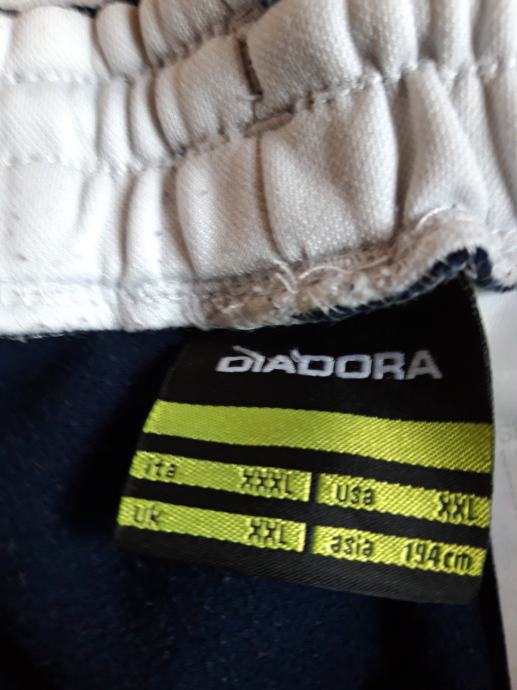 DIADORA
ita XXXL usa XXL
uk XXL asia 194cm